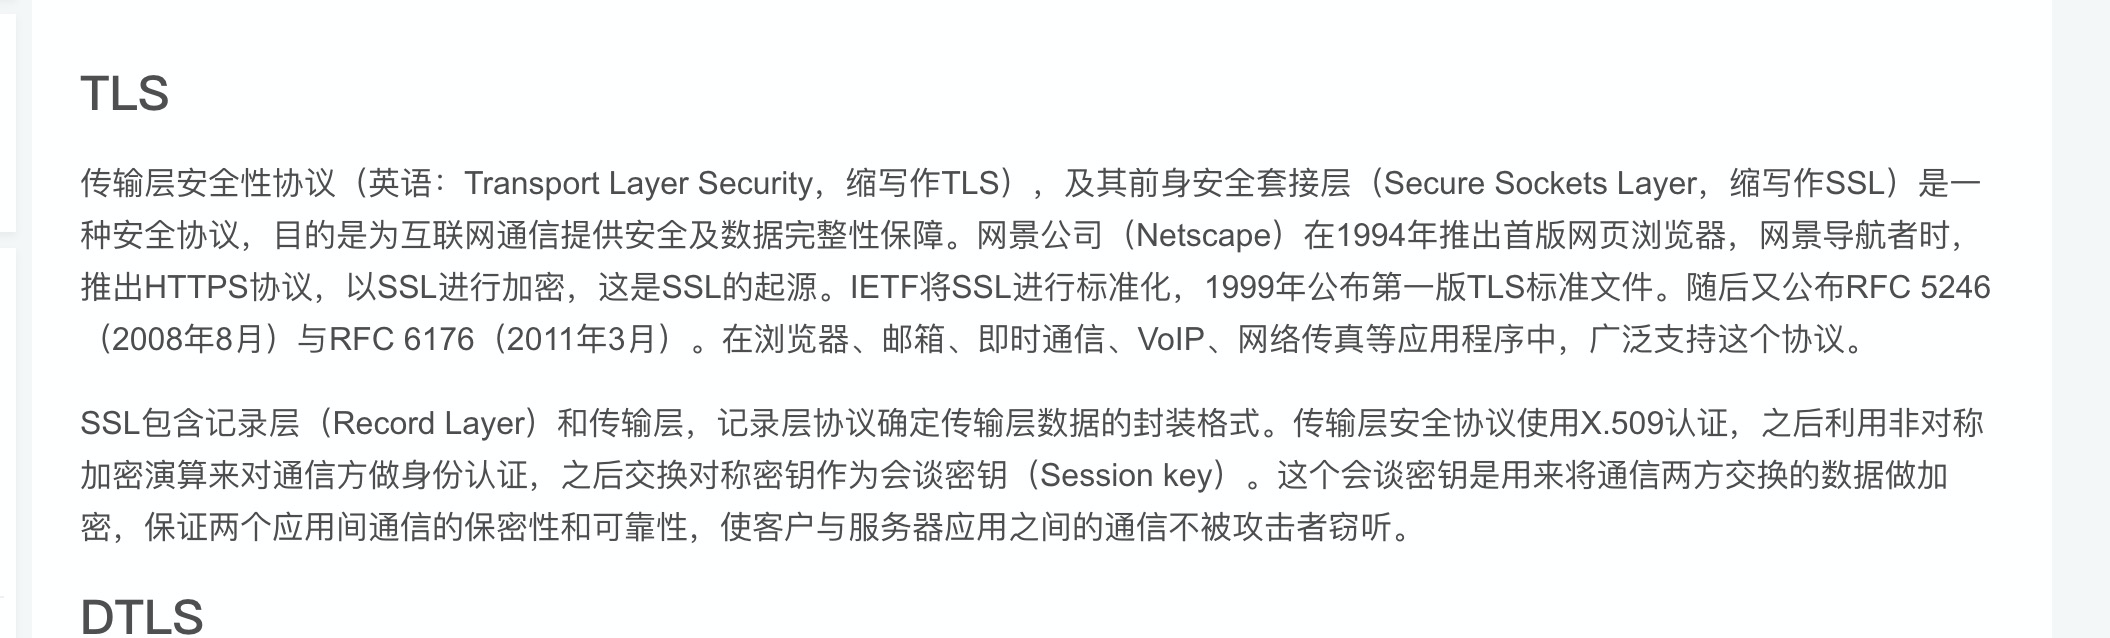 TLS
传输层安全性协议（英语：Transport Layer Security，缩写作TLS），及其前身安全套接层（Secure Sockets Layer，缩写作SSL）是一
种安全协议，目的是为互联网通信提供安全及数据完整性保障。网景公司（Netscape）在1994年推出首版网页浏览器，网景导航者时，
推出HTTPS协议，以SSL进行加密，这是SSL的起源。IETF将SSL进行标准化，1999年公布第一版TLS标准文件。随后又公布RFC 5246
（2008年8月）与RFC 6176（2011年3月）。在浏览器、邮箱、即时通信、VoIP、网络传真等应用程序中，广泛支持这个协议。
SSL包含记录层（Record Layer）和传输层，记录层协议确定传输层数据的封装格式。传输层安全协议使用X.509认证，之后利用非对称
加密演算来对通信方做身份认证，之后交换对称密钥作为会谈密钥（Session key）。这个会谈密钥是用来将通信两方交换的数据做加
密，保证两个应用间通信的保密性和可靠性，使客户与服务器应用之间的通信不被攻击者窃听。
DTLS